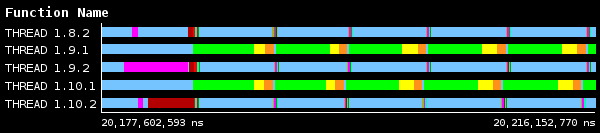 Function Name
THREAD 1.8.2
THREAD 1.9.1
THREAD 1.9.2
THREAD 1.10.1
THREAD 1.10.2
20,177,602,593 ns 20,216,152,770 ns